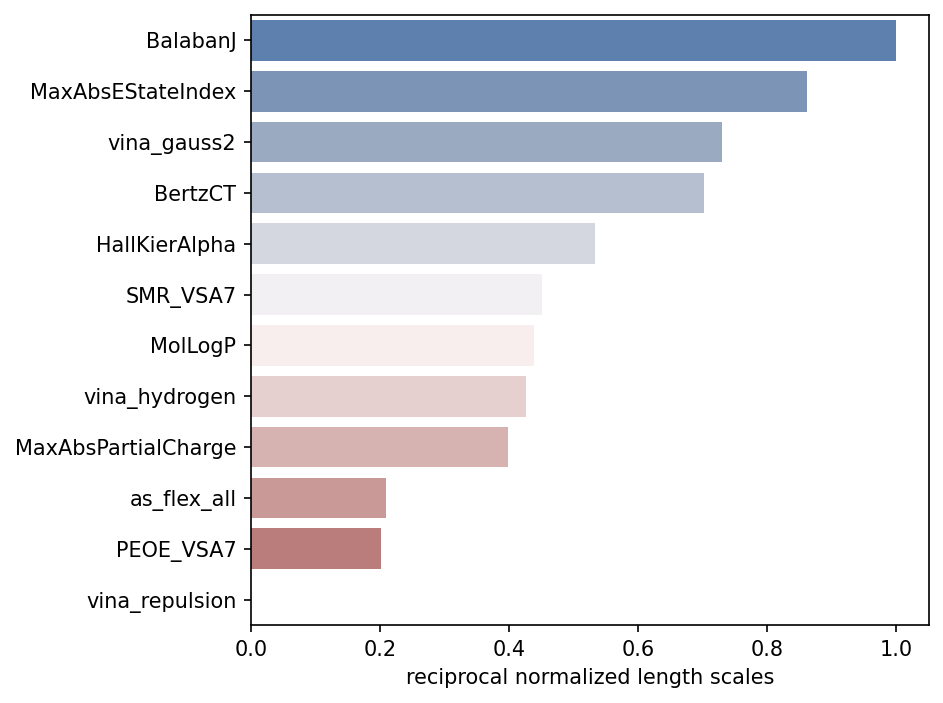 BalabanJ
MaxAbsEStateIndex
vina_gauss2
BertzCT
HallKierAlpha
SMR_VSA7
MolLogP
vina_hydrogen
MaxAbsPartialCharge
as_flex_all
PEOE_VSA7
vina_repulsion
0.0 0.2 0.4 0.6 0.8 1.0
reciprocal normalized length scales